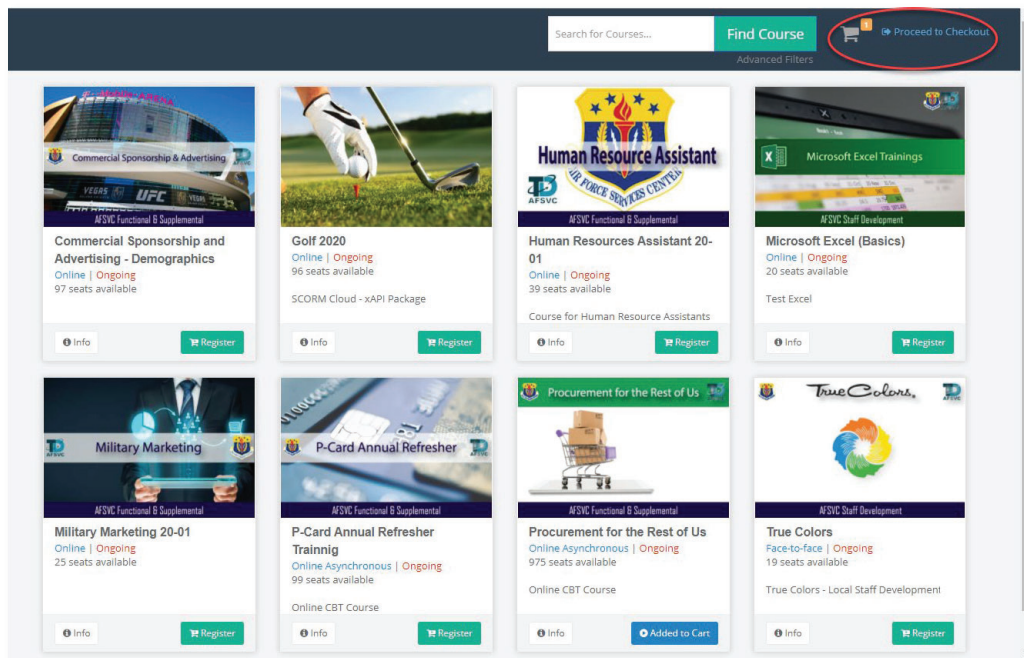 Search for Courses...
Find Course
1
Proceed to Checkout
Advanced Filters
Commercial Sponsorship & Advertising
VEGAS
UFC
VEGAS
AFSVC Functional & Supplemental
Commercial Sponsorship and
Advertising - Demographics
Online | Ongoing
97 seats available
Info
Register
Golf 2020
Online | Ongoing
96 seats available
SCORM Cloud - xAPI Package
Info
Register
Human Resource Assistant
AIR FORCE SERVICES CENTER
AFSVC
AFSVC Functional & Supplemental
Human Resources Assistant 20-
01
Online | Ongoing
39 seats available
Course for Human Resource Assistants
Info
Register
Microsoft Excel Trainings
AFSVC Staff Development
Microsoft Excel (Basics)
Online | Ongoing
20 seats available
Test Excel
Info
Register
AFSVC
Military Marketing
AFSVC Functional & Supplemental
Military Marketing 20-01
Online | Ongoing
25 seats available
Info
Register
P-Card Annual Refresher
AFSVC
AFSVC Functional & Supplemental
P-Card Annual Refresher
Trainnig
Online Asynchronous | Ongoing
99 seats available
Online CBT Course
Info
Register
Procurement for the Rest of Us
AFSVC Functional & Supplemental
Procurement for the Rest of Us
Online Asynchronous | Ongoing
975 seats available
Online CBT Course
Info
Added to Cart
True Colors.
AFSVC
AFSVC Staff Development
True Colors
Face-to-face | Ongoing
19 seats available
True Colors - Local Staff Development
Info
Register